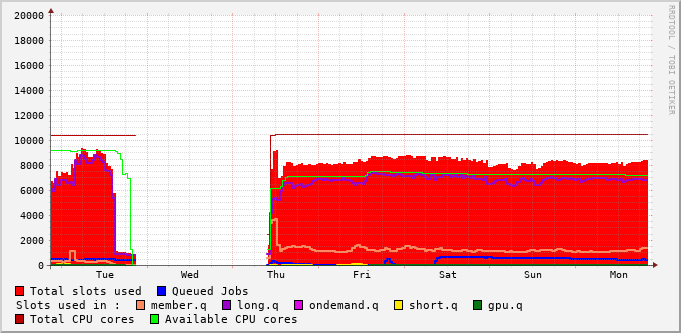 20000
18000
16000
14000
12000
10000
8000
6000
4000
2000
0
Tue Wed Thu Fri Sat Sun Mon
Total slots used Queued Jobs
Slots used in : member.q long.q ondemand.q short.q gpu.q
Total CPU cores Available CPU cores
RRDTOOL / TOBI OETIKER